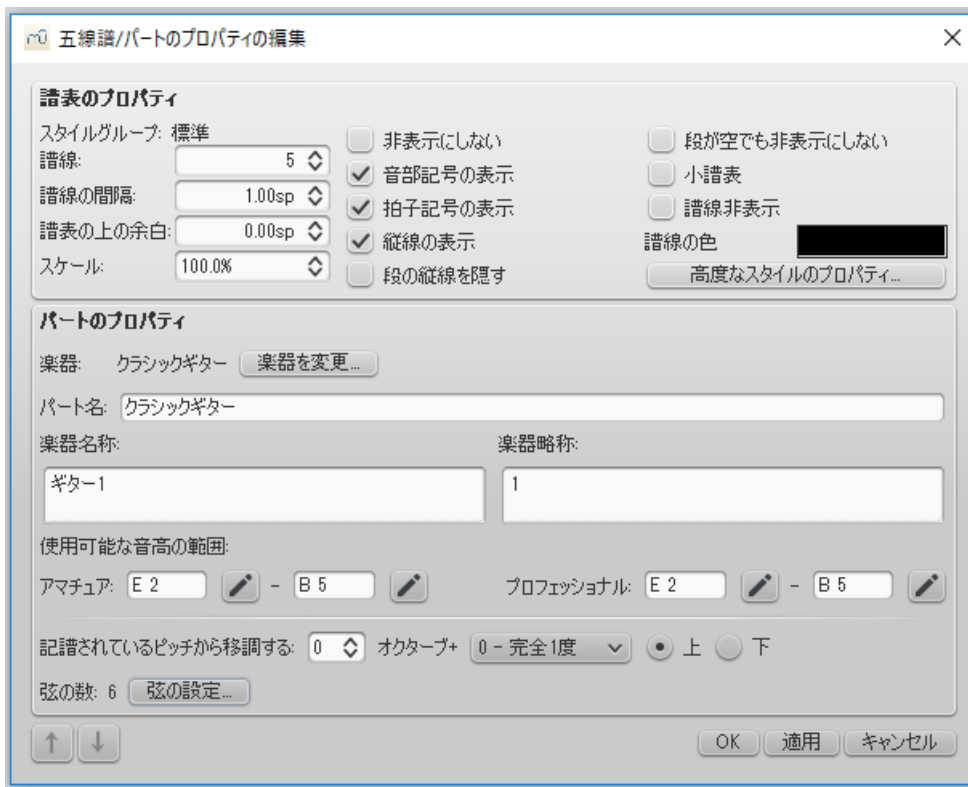 五線譜/パートのプロパティの編集
譜表のプロパティ
スタイルグループ: 標準
譜線: 5
譜線の間隔: 1.00sp
譜表の上の余白: 0.00sp
スケール: 100.0%
非表示にしない
音部記号の表示
拍子記号の表示
縦線の表示
段の縦線を隠す
段が空でも非表示にしない
小譜表
譜線非表示
譜線の色
高度なスタイルのプロパティ...
パートのプロパティ
楽器: クラシックギター 楽器を変更...
パート名: クラシックギター
楽器名称: 楽器略称:
ギター1 1
使用可能な音高の範囲:
アマチュア: E 2 - B 5 プロフェッショナル: E 2 - B 5
記譜されているピッチから移調する: 0 オクターブ+ 0 - 完全1度 上 下
弦の数: 6 弦の設定...
OK 適用 キャンセル